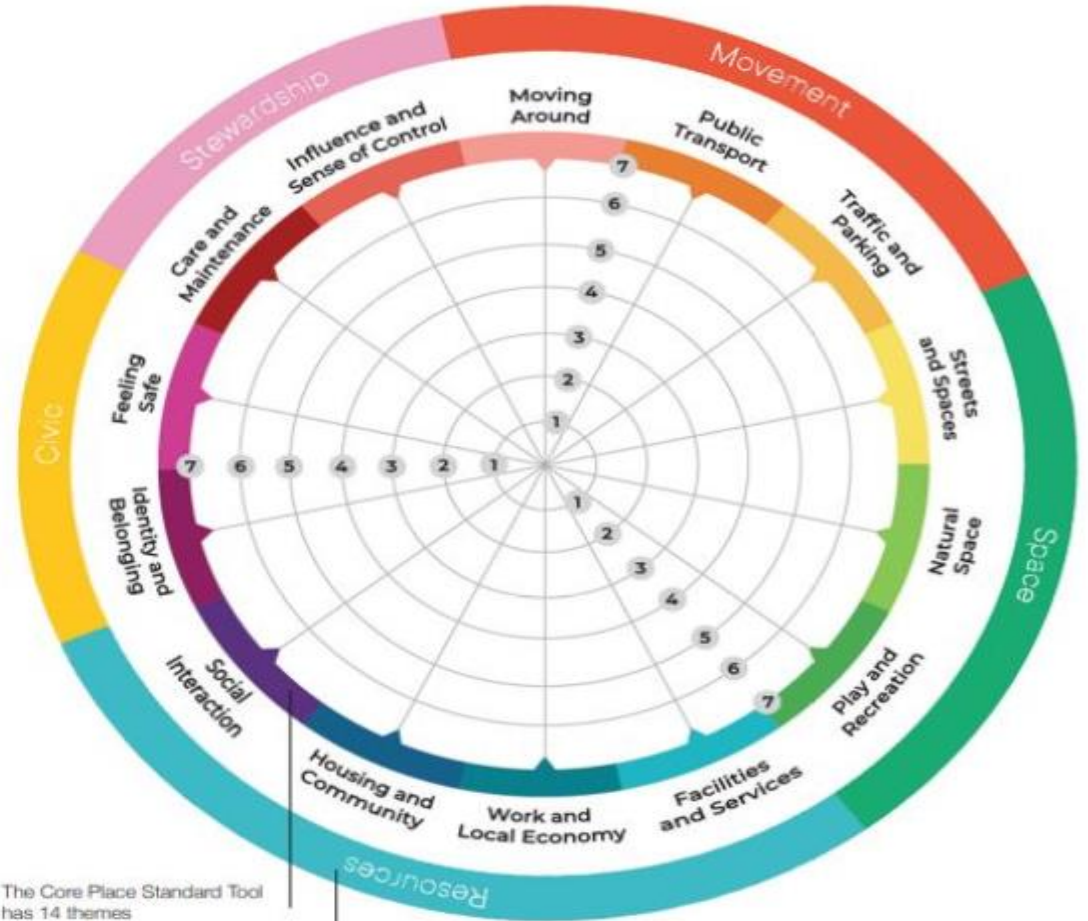 Movement
Stewardship
Moving
Around
Influence and
Sense of Control
Public
Transport
Care and
Maintenance
Traffic and
Parking
7
6
5
4
3
2
1
Feeling
Safe
Streets
and Spaces
Civic
7 6 5 4 3 2 1
Identity and
Belonging
Natural
Space
Space
1
2
3
4
5
6
7
Social
Interaction
Play and
Recreation
Housing and
Community
Work and
Local Economy
Facilities
and Services
Resources
The Core Place Standard Tool
has 14 themes